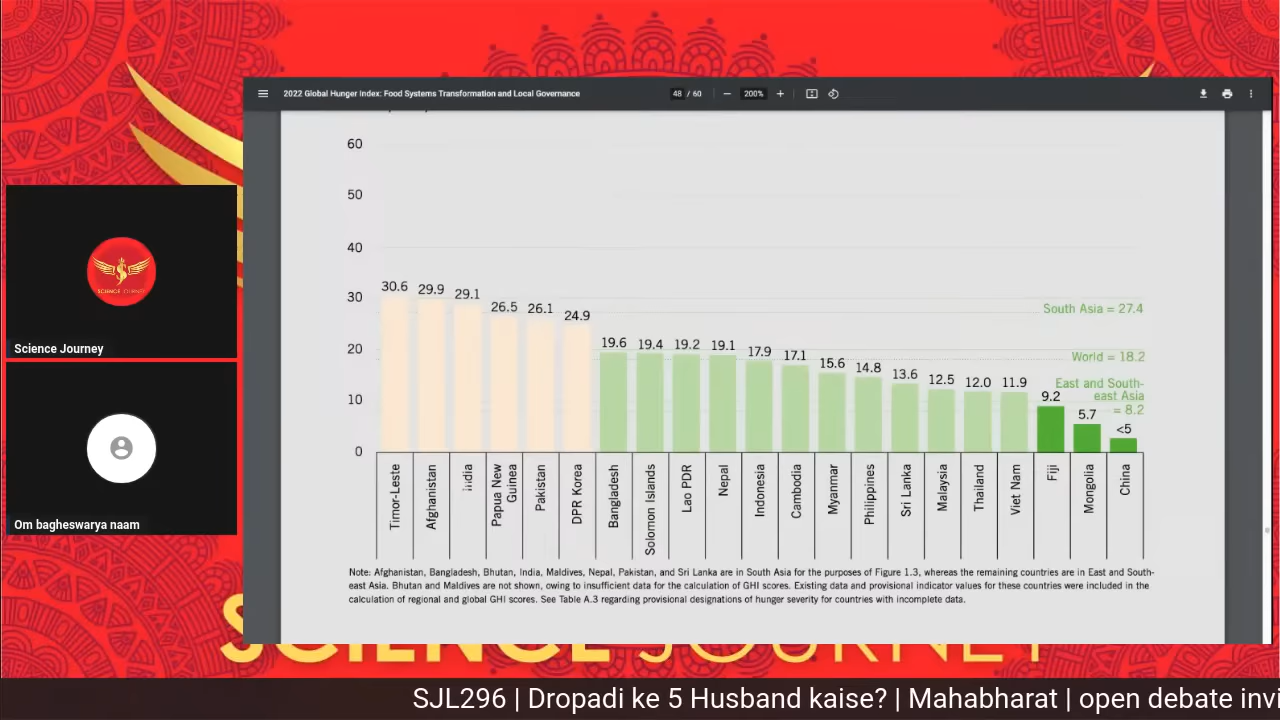 2022 Global Hunger Index: Food Systems Transformation and Local Governance
48 / 60
200%
60
50
40
30
20
10
0
30.6
29.9
29.1
26.5
26.1
24.9
19.6
19.4
19.2
19.1
17.9
17.1
15.6
14.8
13.6
12.5
12.0
11.9
9.2
5.7
<5
South Asia = 27.4
World = 18.2
East and South-
east Asia
= 8.2
Timor-Leste
Afghanistan
India
Papua New
Guinea
Pakistan
DPR Korea
Bangladesh
Solomon Islands
Lao PDR
Nepal
Indonesia
Cambodia
Myanmar
Philippines
Sri Lanka
Malaysia
Thailand
Viet Nam
Fiji
Mongolia
China
Note: Afghanistan, Bangladesh, Bhutan, India, Maldives, Nepal, Pakistan, and Sri Lanka are in South Asia for the purposes of Figure 1.3, whereas the remaining countries are in East and South-
east Asia. Bhutan and Maldives are not shown, owing to insufficient data for the calculation of GHI scores. Existing data and provisional indicator values for these countries were included in the
calculation of regional and global GHI scores. See Table A.3 regarding provisional designations of hunger severity for countries with incomplete data.
SCIENCE JOURNEY
Science Journey
Om bagheswarya naam
SCIENCE JOURNEY
SJL296 | Dropadi ke 5 Husband kaise? | Mahabharat | open debate invi